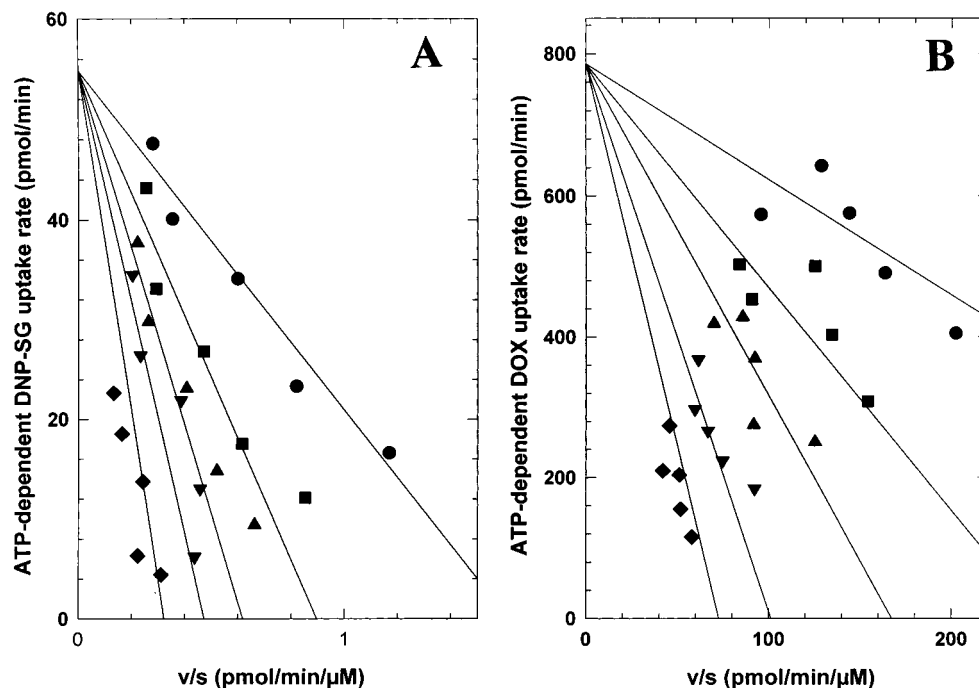 A
ATP-dependent DNP-SG uptake rate (pmol/min)
60
40
20
0
0
1
v/s (pmol/min/µM)
B
ATP-dependent DOX uptake rate (pmol/min)
800
600
400
200
0
0
100
200
v/s (pmol/min/µM)